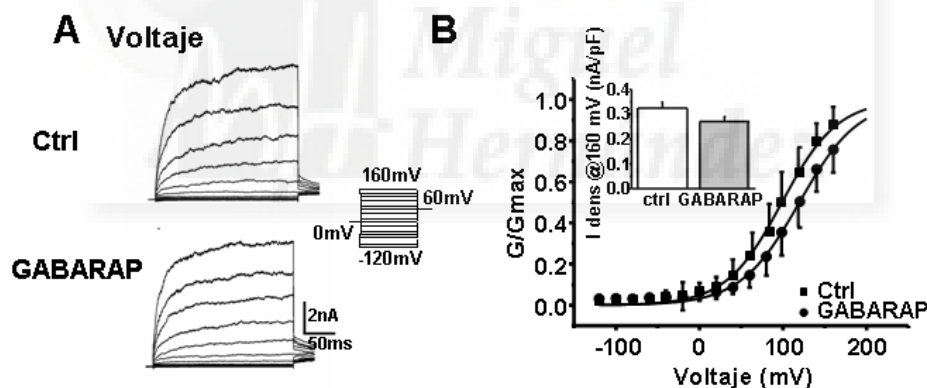 A
Voltaje
Ctrl
160mV
60mV
0mV
-120mV
GABARAP
2nA
50ms
B
Miguel
Hernández
I dens @160 mV (nA/pF)
0.4
0.3
0.2
0.1
0.0
ctrl GABARAP
G/Gmax
1.0
0.8
0.6
0.4
0.2
0.0
Ctrl
GABARAP
-100 0 100 200
Voltaje (mV)